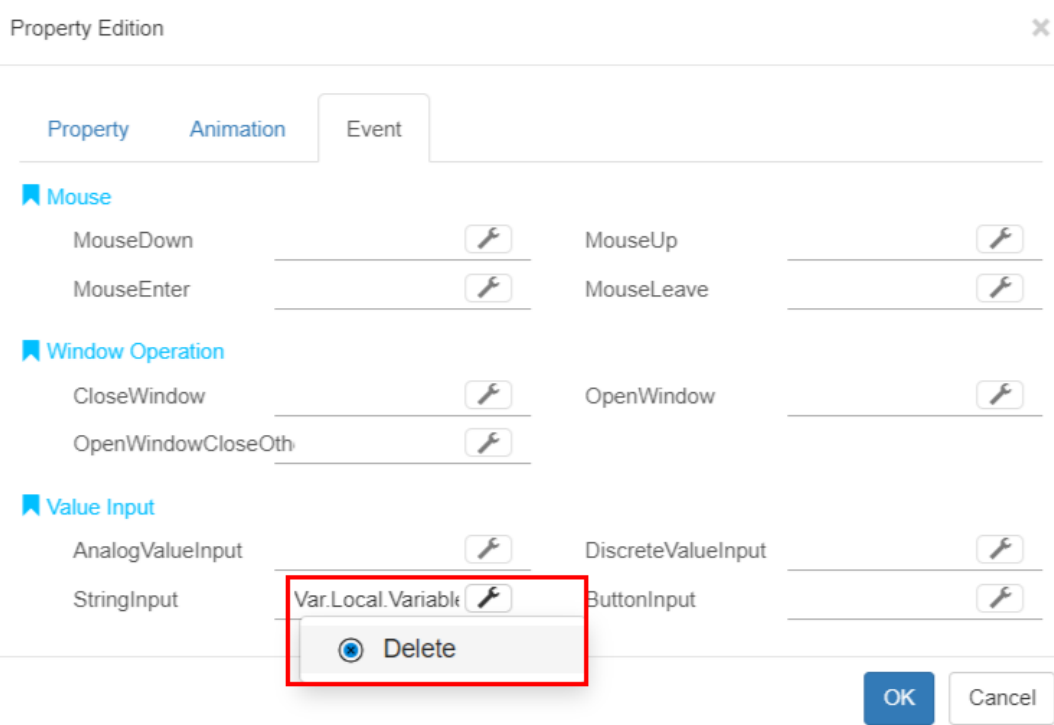 Property Edition
Property Animation Event
Mouse
MouseDown MouseUp
MouseEnter MouseLeave
Window Operation
CloseWindow OpenWindow
OpenWindowCloseOth
Value Input
AnalogValueInput DiscreteValueInput
StringInput Var.Local.Variable ButtonInput
Delete
OK Cancel